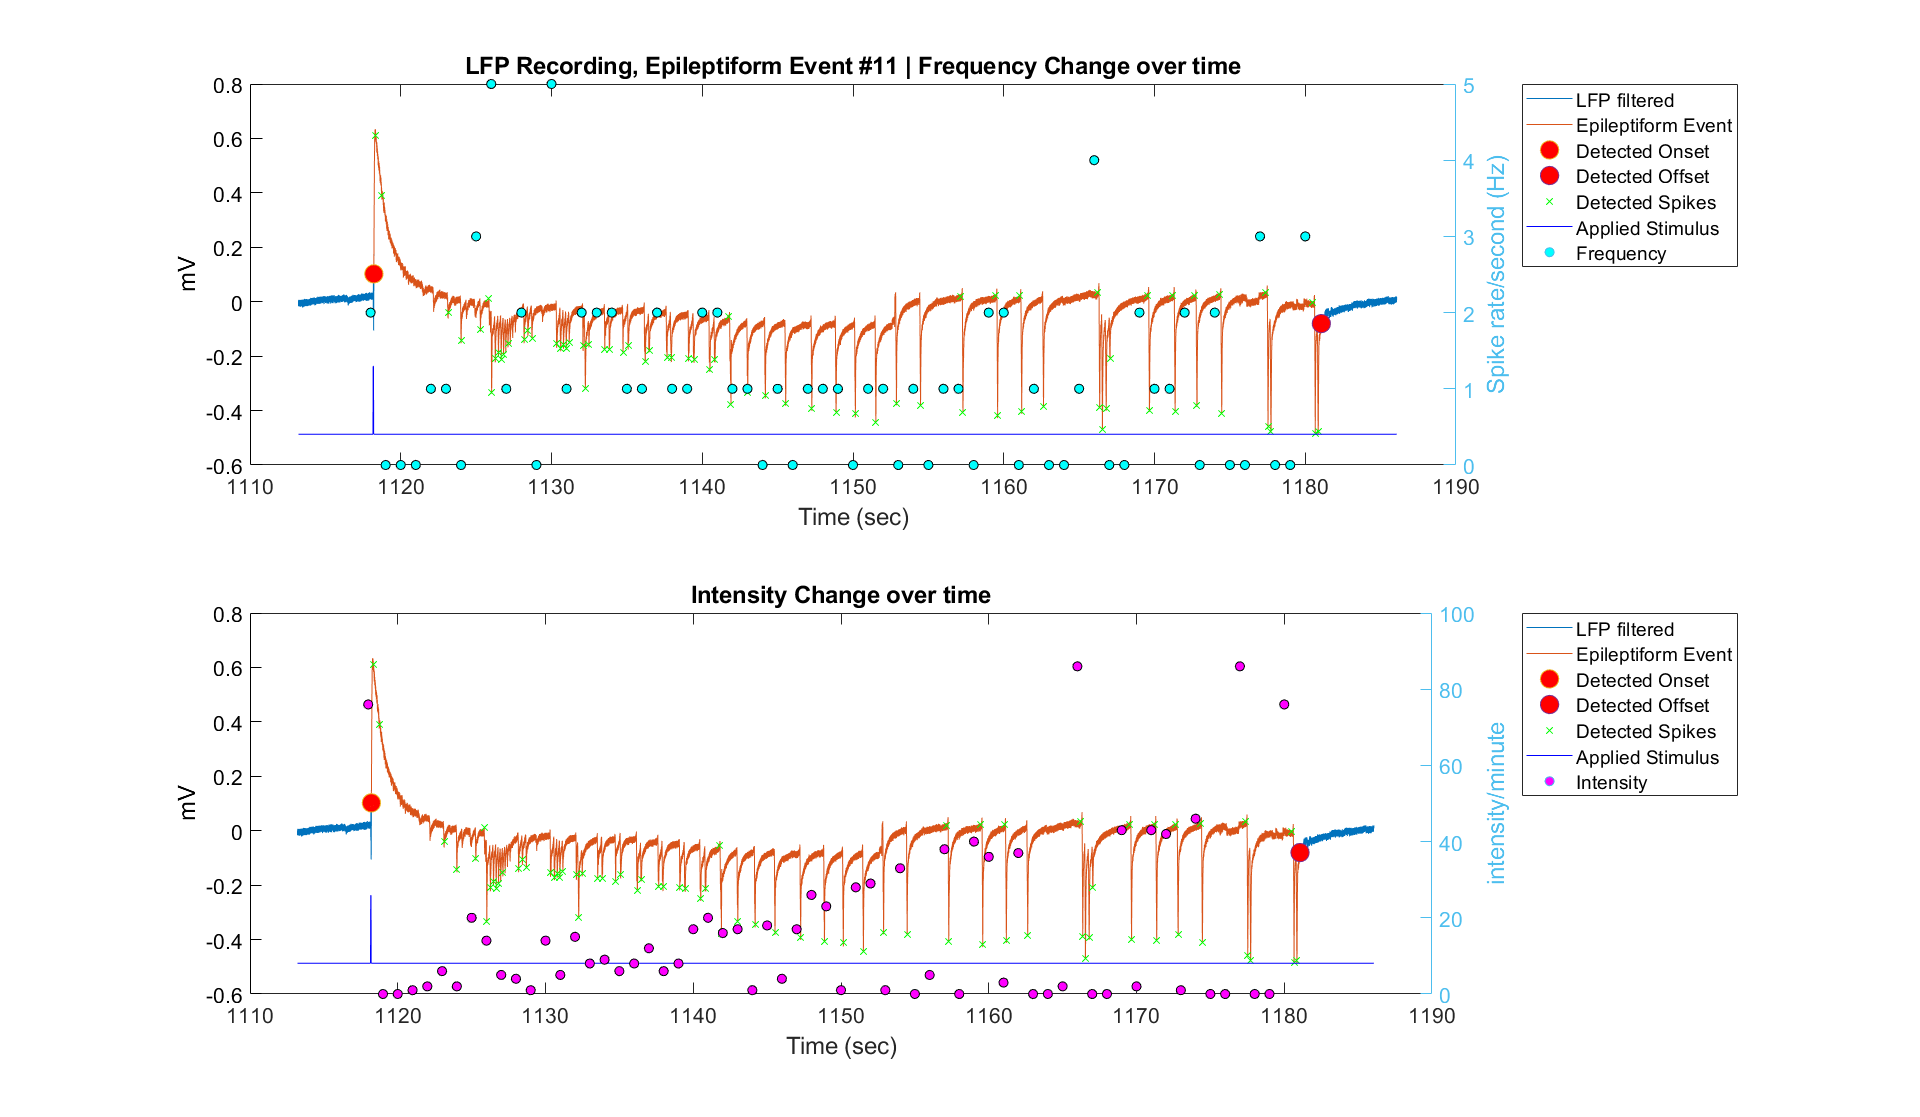 LFP Recording, Epileptiform Event #11 | Frequency Change over time
0.8
0.6
0.4
0.2
0
-0.2
-0.4
-0.6
mV
1110 1120 1130 1140 1150 1160 1170 1180 1190
Time (sec)
5
4
3
2
1
0
Spike rate/second (Hz)
LFP filtered
Epileptiform Event
Detected Onset
Detected Offset
Detected Spikes
Applied Stimulus
Frequency
Intensity Change over time
0.8
0.6
0.4
0.2
0
-0.2
-0.4
-0.6
mV
1110 1120 1130 1140 1150 1160 1170 1180 1190
Time (sec)
100
80
60
40
20
0
intensity/minute
LFP filtered
Epileptiform Event
Detected Onset
Detected Offset
Detected Spikes
Applied Stimulus
Intensity